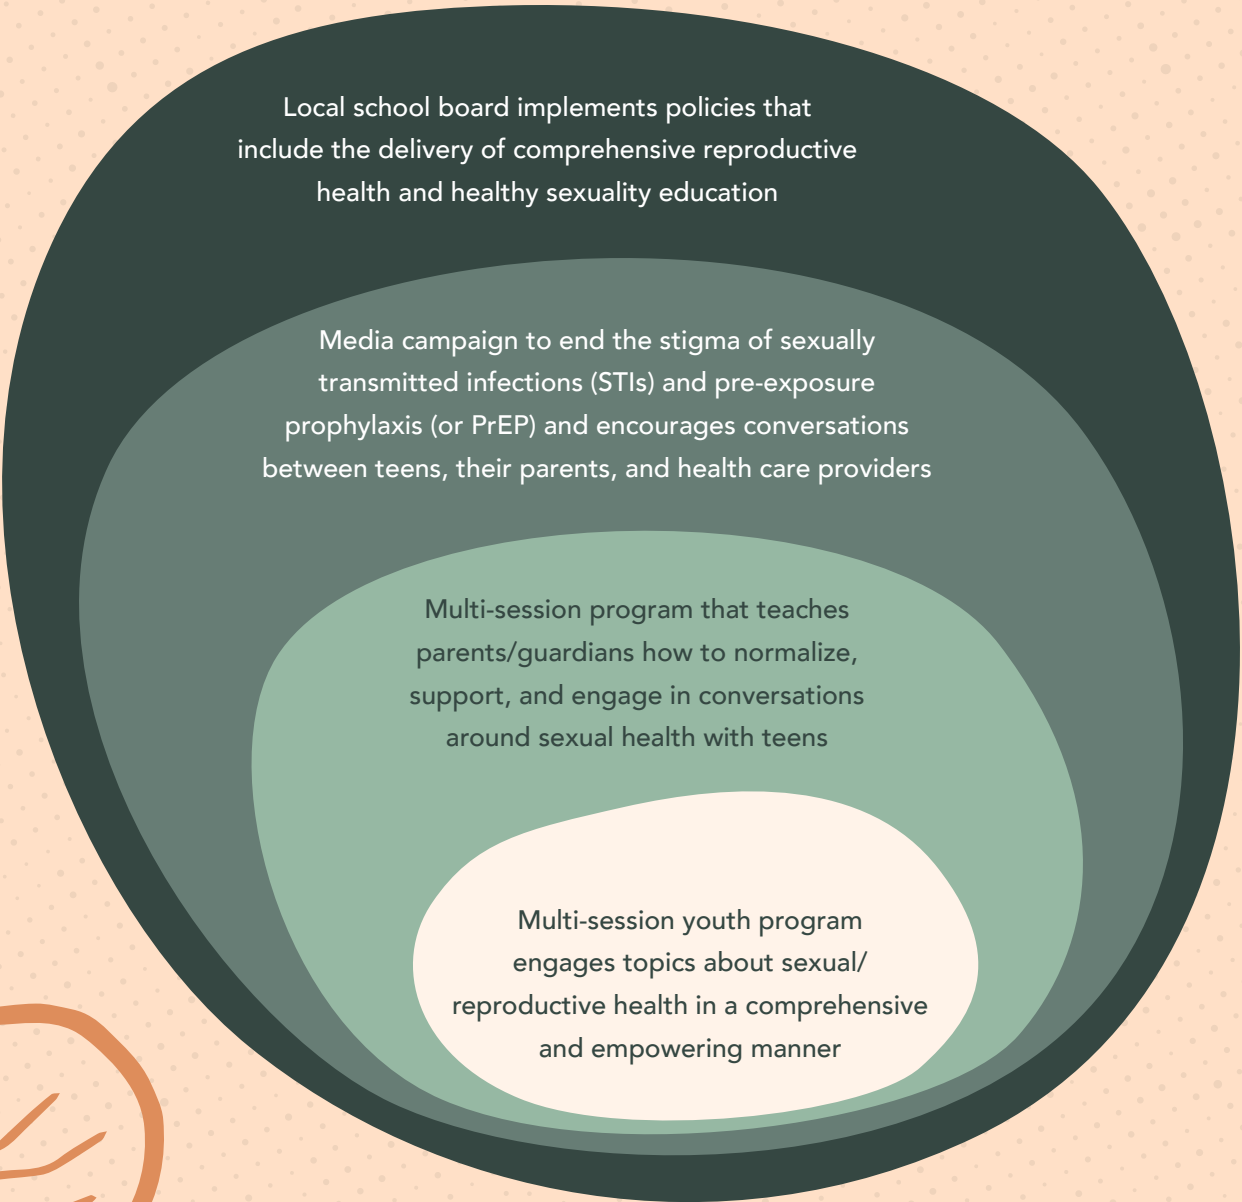 Local school board implements policies that
include the delivery of comprehensive reproductive
health and healthy sexuality education
Media campaign to end the stigma of sexually
transmitted infections (STIs) and pre-exposure
prophylaxis (or PrEP) and encourages conversations
between teens, their parents, and health care providers
Multi-session program that teaches
parents/guardians how to normalize,
support, and engage in conversations
around sexual health with teens
Multi-session youth program
engages topics about sexual/
reproductive health in a comprehensive
and empowering manner